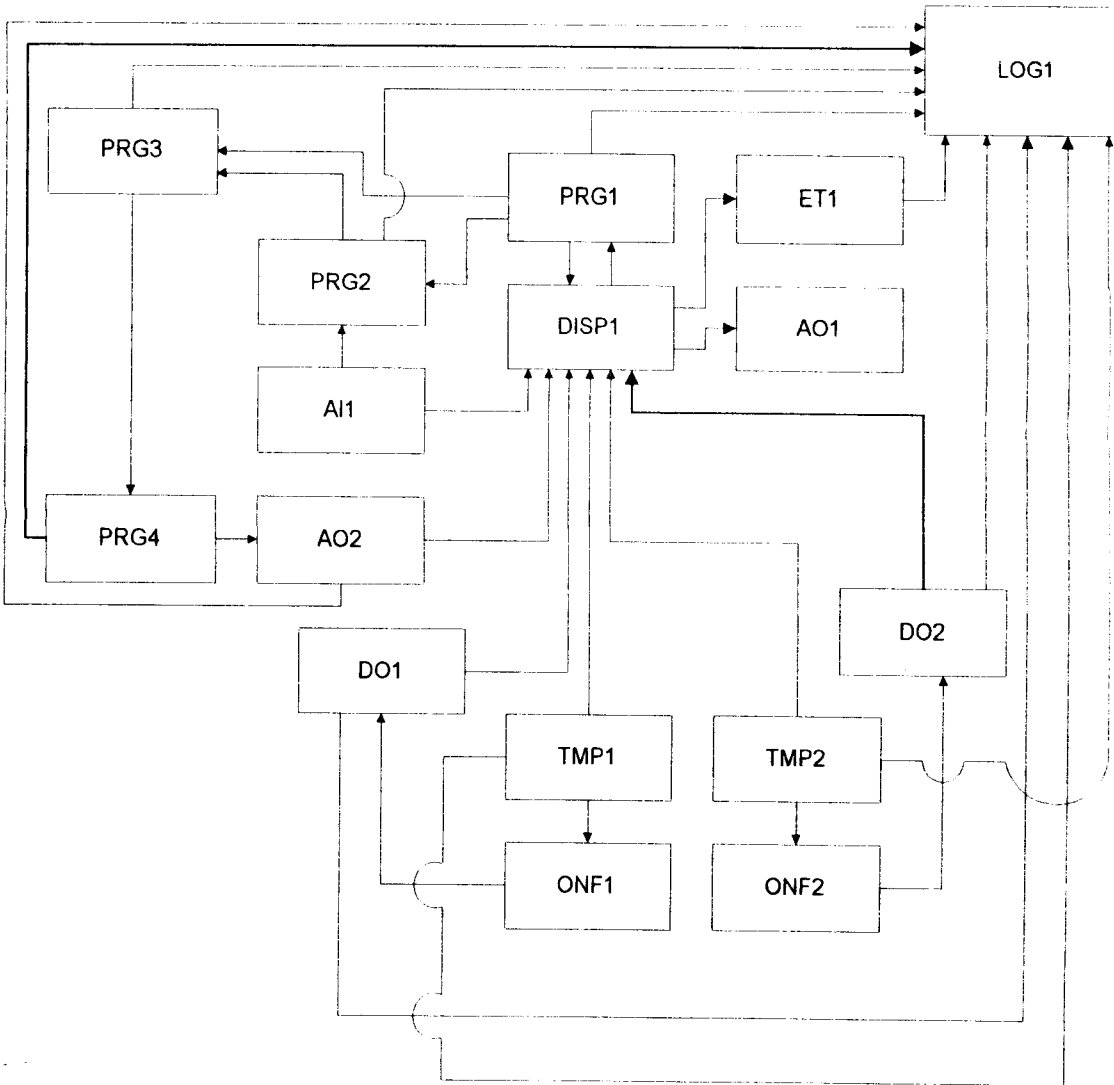 LOG1
PRG3
PRG1
ET1
PRG2
DISP1
AO1
AI1
PRG4
AO2
DO2
DO1
TMP1
TMP2
ONF1
ONF2